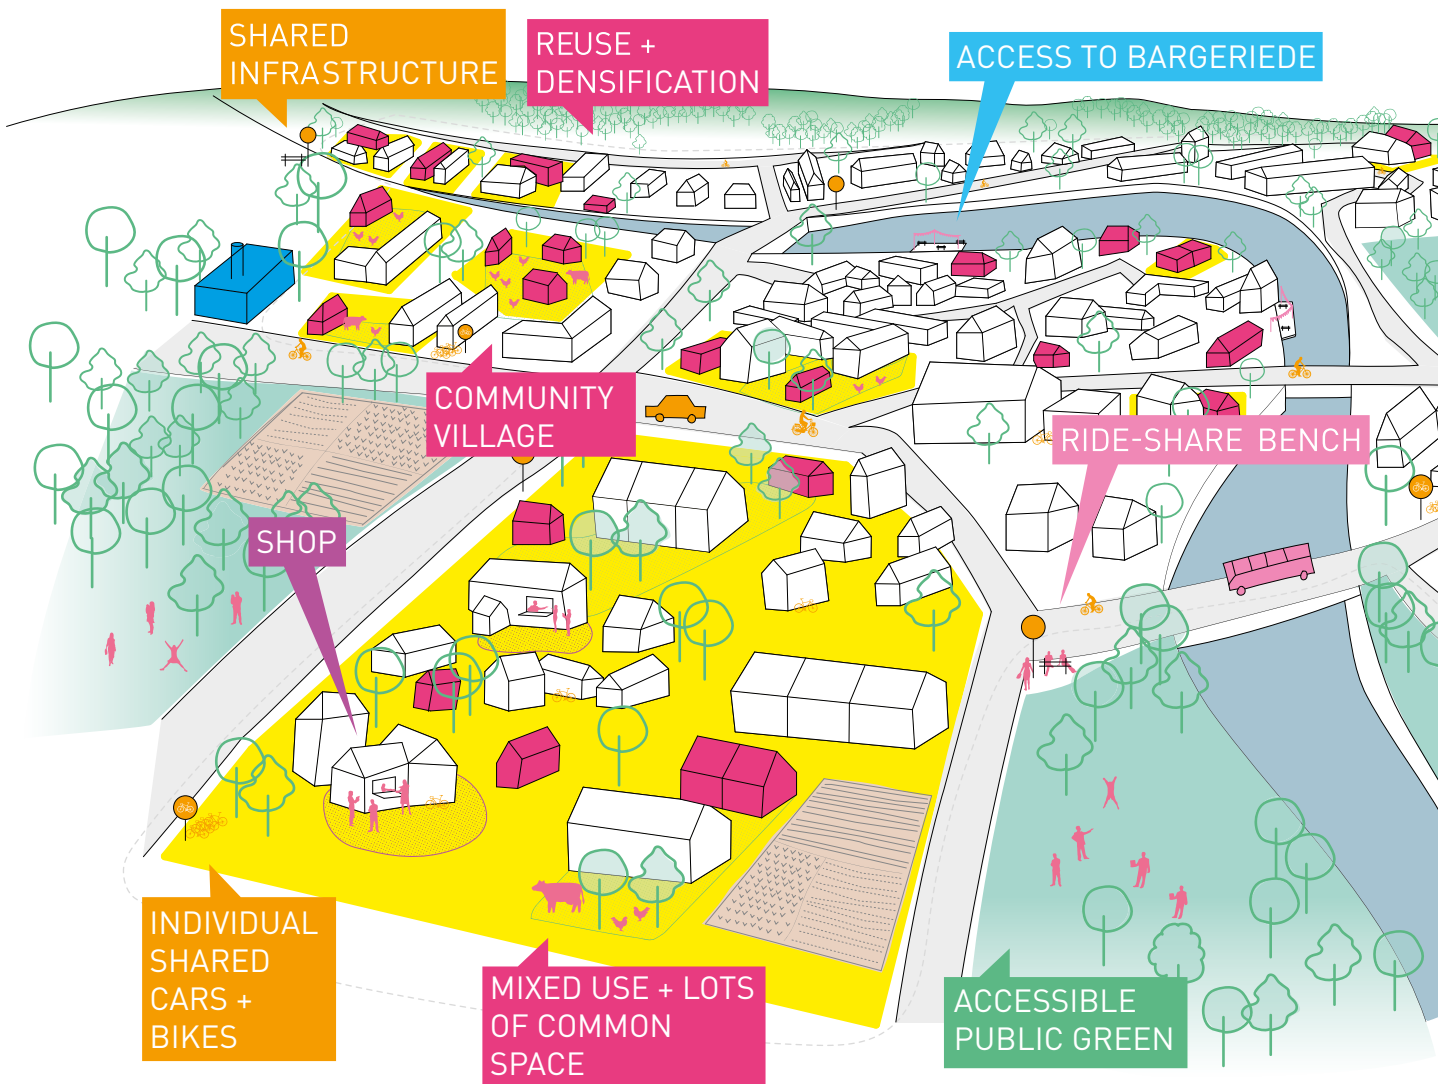 SHARED
INFRASTRUCTURE
REUSE +
DENSIFICATION
ACCESS TO BARGERIEDE
COMMUNITY
VILLAGE
RIDE-SHARE BENCH
SHOP
INDIVIDUAL
SHARED
CARS +
BIKES
MIXED USE + LOTS
OF COMMON
SPACE
ACCESSIBLE
PUBLIC GREEN